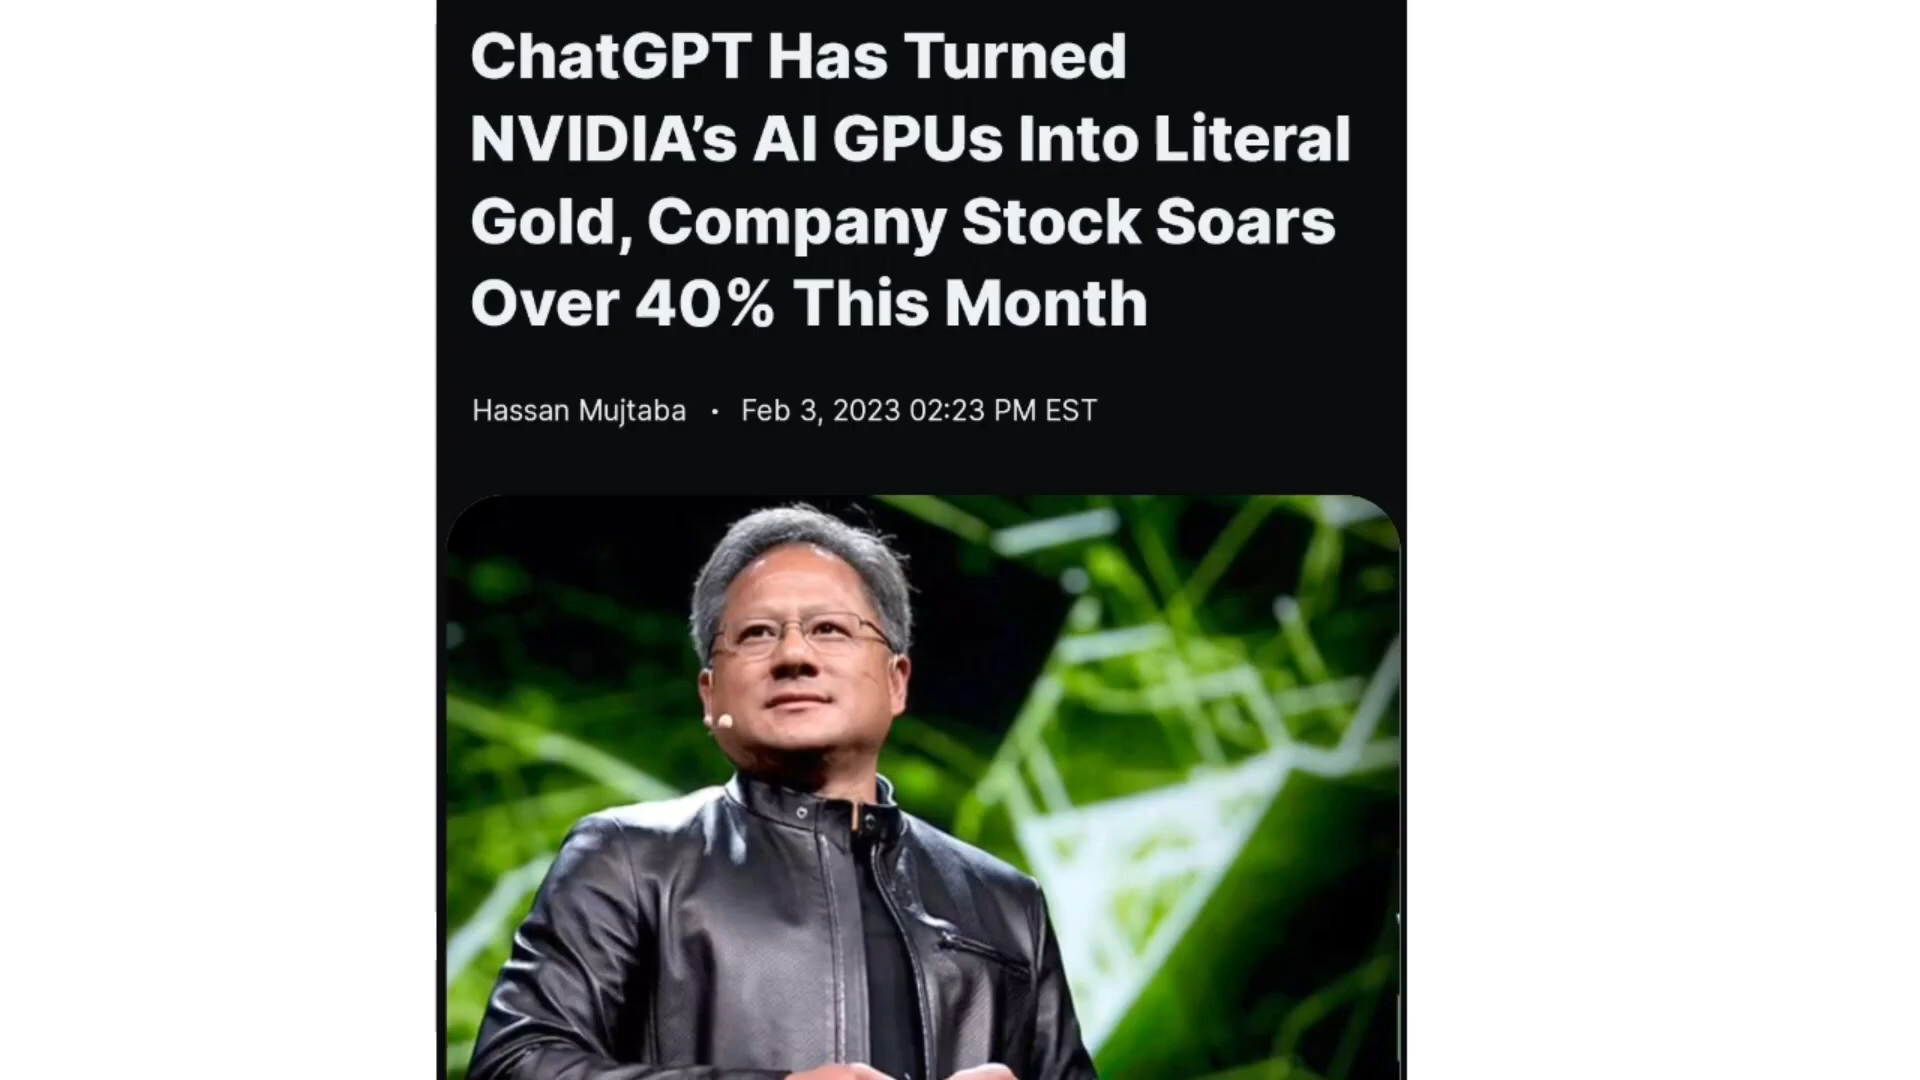 ChatGPT Has Turned
NVIDIA’s AI GPUs Into Literal
Gold, Company Stock Soars
Over 40% This Month
Hassan Mujtaba • Feb 3, 2023 02:23 PM EST